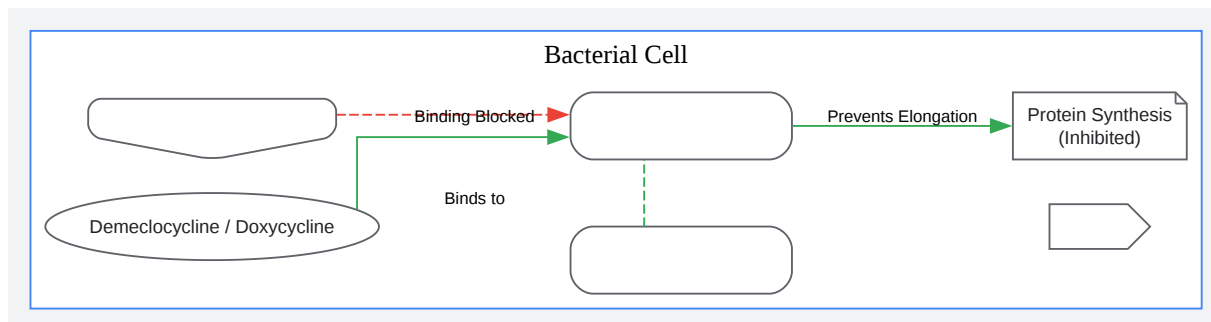 Bacterial Cell
Binding Blocked
Prevents Elongation
Protein Synthesis
(Inhibited)
Binds to
Demeclocycline / Doxycycline